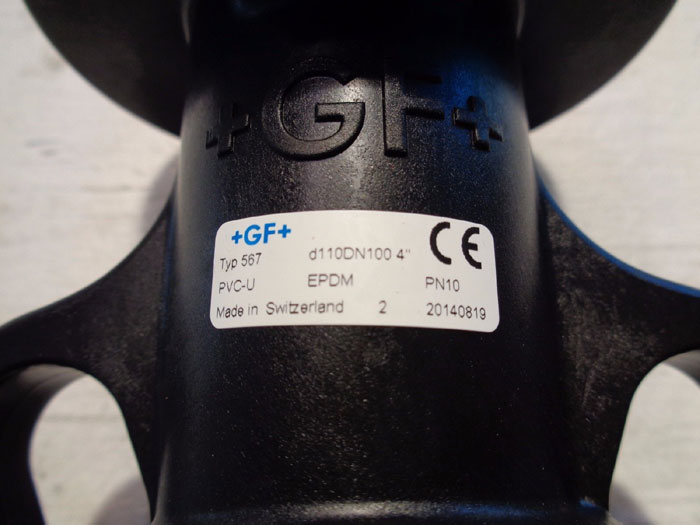 +GF+
+GF+
Typ 567 d110DN100 4" CE
PVC-U EPDM PN10
Made in Switzerland 2 20140819